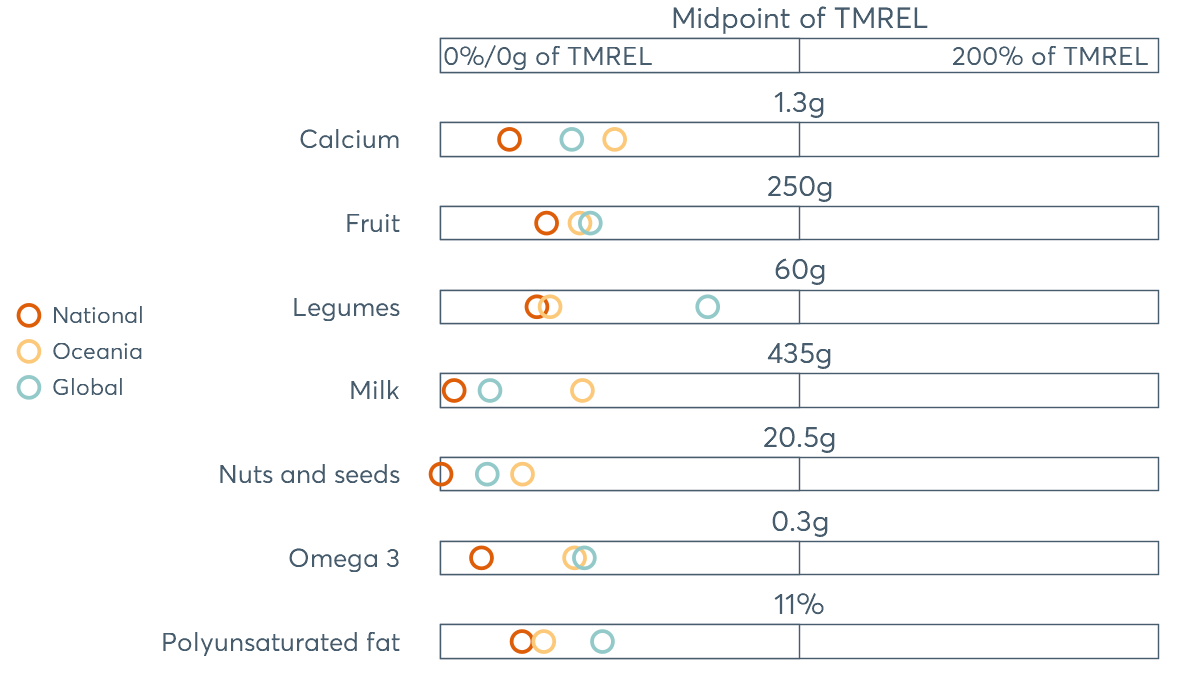 Midpoint of TMREL
0%/0g of TMREL
200% of TMREL
1.3g
Calcium
250g
Fruit
60g
Legumes
435g
Milk
20.5g
Nuts and seeds
0.3g
Omega 3
11%
Polyunsaturated fat
National
Oceania
Global